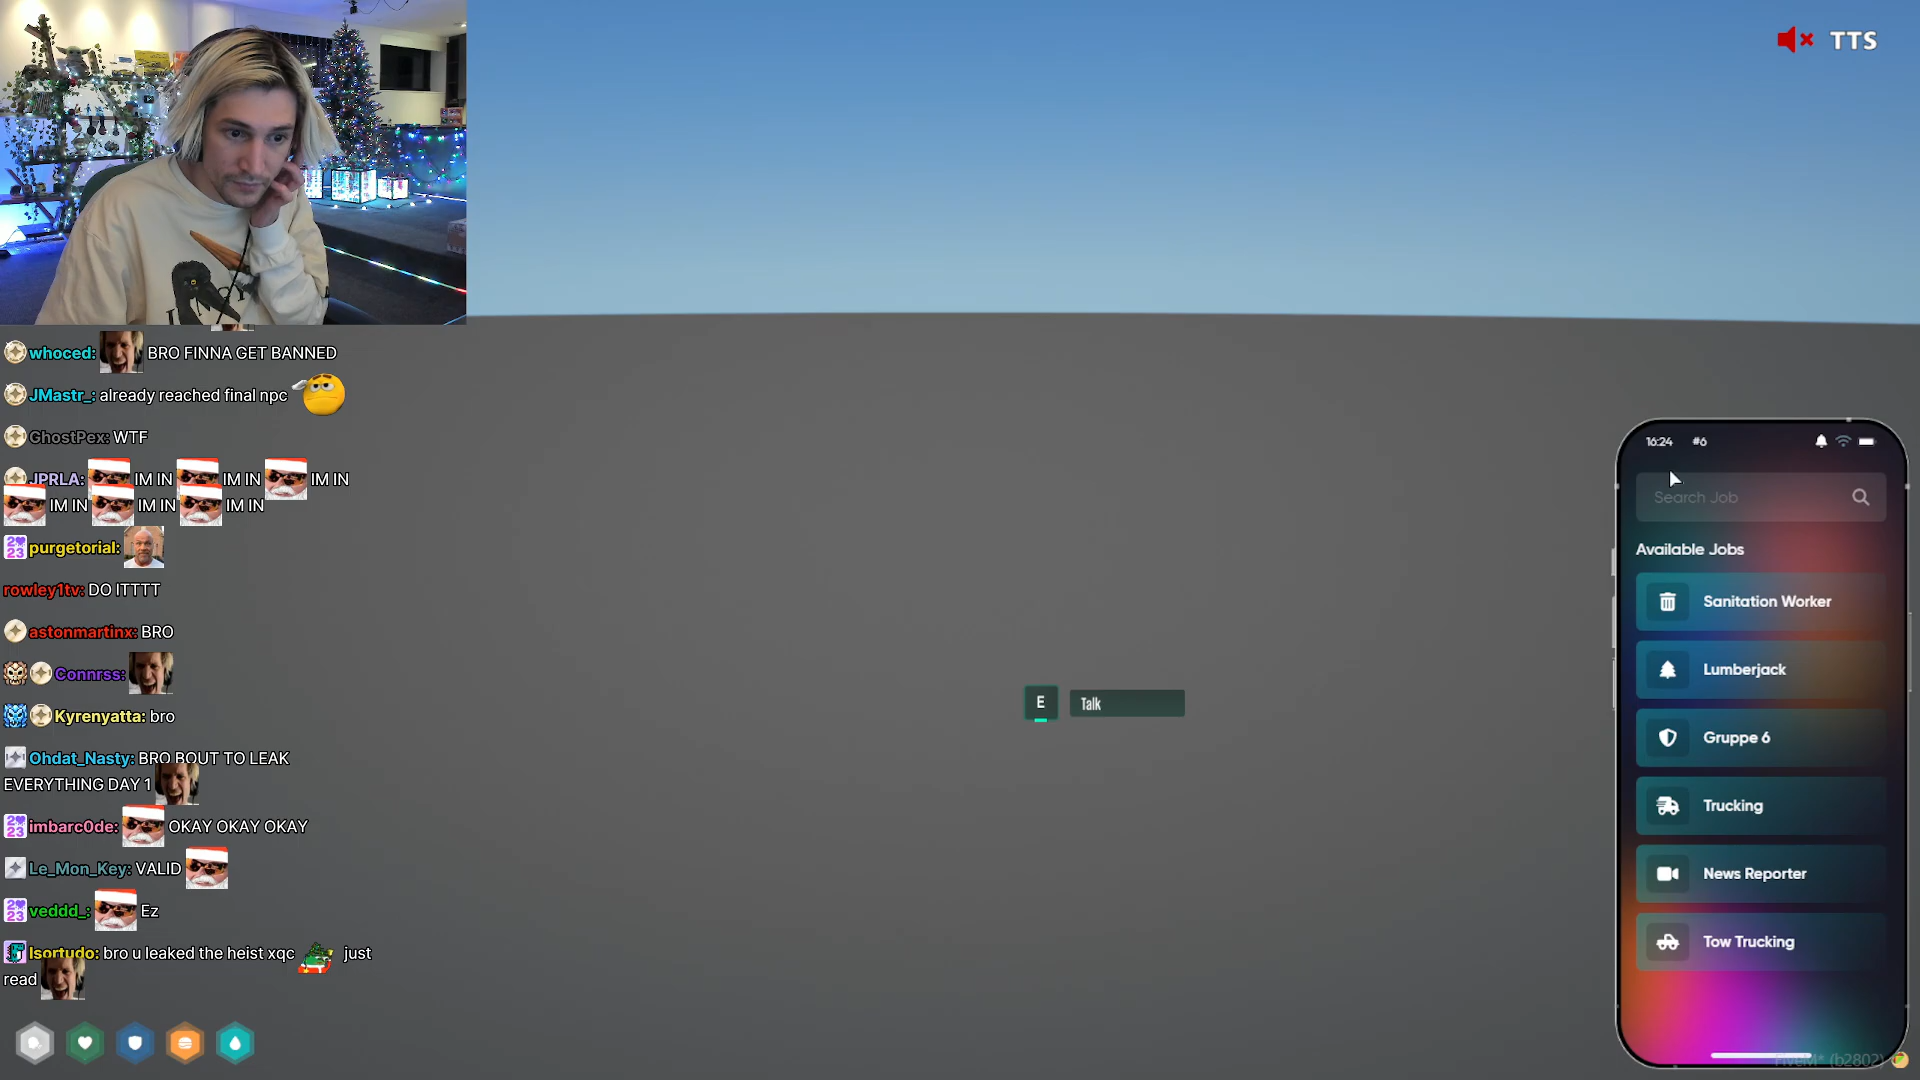 TTS
whoced: BRO FINNA GET BANNED
JMastr_: already reached final npc
GhostPex: WTF
JPRLA: IM IN IM IN IM IN
IM IN IM IN IM IN
purgetorial:
rowley1tv: DO ITTTT
astonmartinx: BRO
Connrss:
Kyrenyatta: bro
Ohdat_Nasty: BRO BOUT TO LEAK
EVERYTHING DAY 1
imbarc0de: OKAY OKAY OKAY
Le_Mon_Key: VALID
veddd_: Ez
lsortudo: bro u leaked the heist xqc just
read
E Talk
16:24 #6
Search Job
Available Jobs
Sanitation Worker
Lumberjack
Gruppe 6
Trucking
News Reporter
Tow Trucking
FiveM* (b2802)